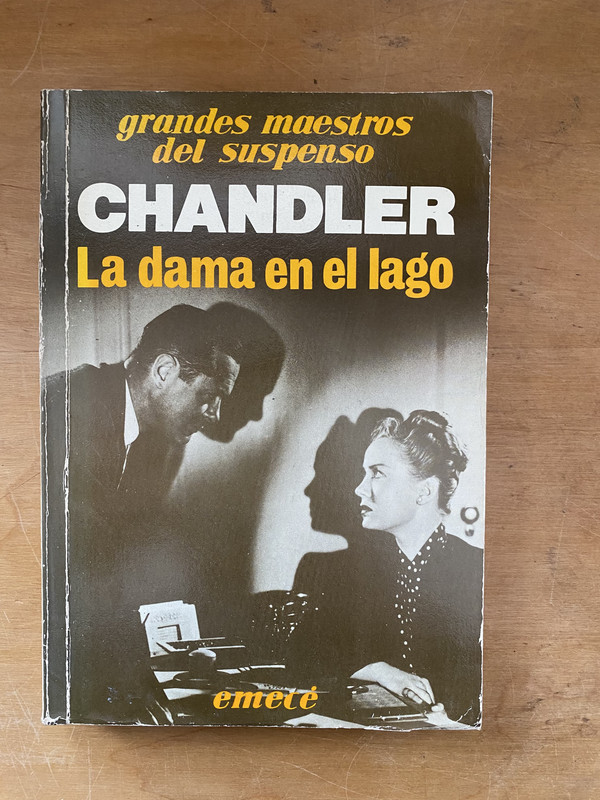 grandes maestros
del suspenso
CHANDLER
La dama en el lago
emecé